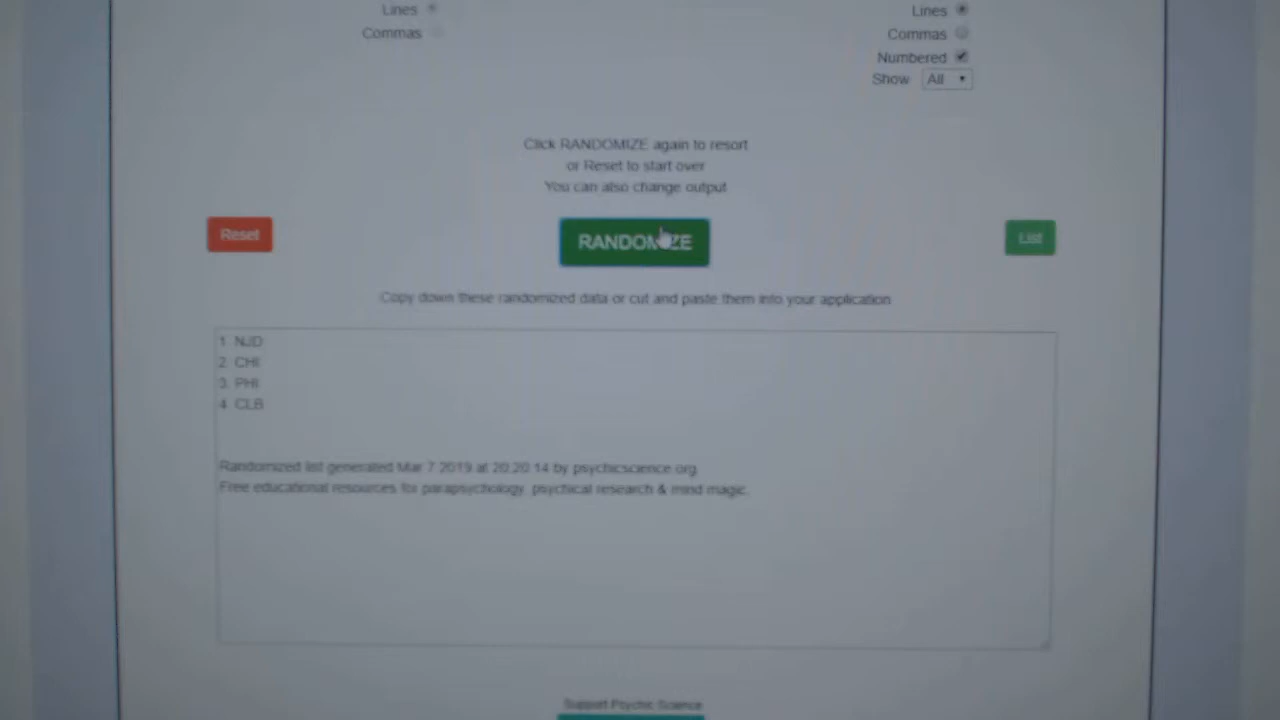 Lines
Commas
Lines
Commas
Numbered
Show All
Click RANDOMIZE again to resort
or Reset to start over
You can also change output
Reset
RANDOMIZE
List
Copy down these randomized data or cut and paste them into your application
1. NJD
2. CHI
3. PHI
4. CLB
Randomized list generated Mar 7 2019 at 20:20:14 by psychicscience.org
Free educational resources for parapsychology, psychical research & mind magic.
Support Psychic Science